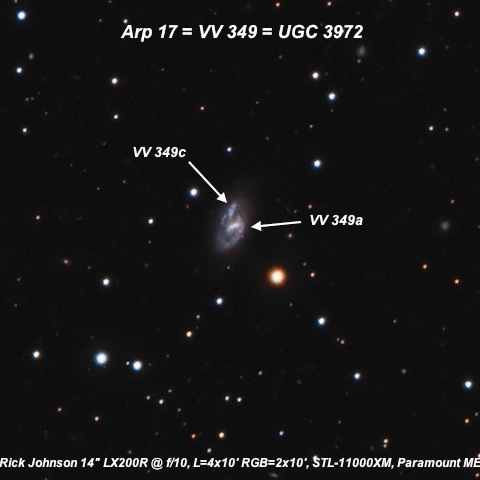 Arp 17 = VV 349 = UGC 3972
VV 349c
VV 349a
Rick Johnson 14" LX200R @ f/10, L=4x10' RGB=2x10', STL-11000XM, Paramount ME